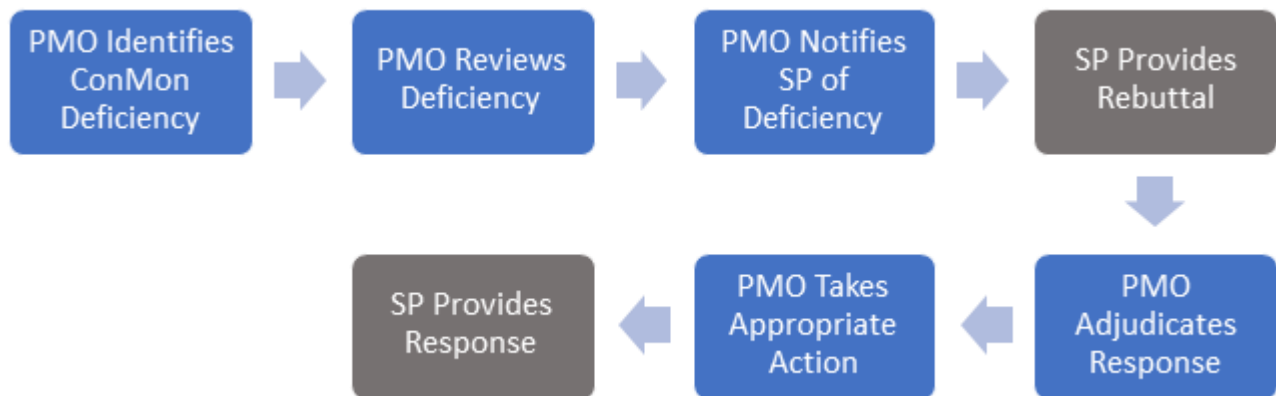 PMO Identifies
ConMon
Deficiency
PMO Reviews
Deficiency
PMO Notifies
SP of
Deficiency
SP Provides
Rebuttal
PMO
Adjudicates
Response
PMO Takes
Appropriate
Action
SP Provides
Response